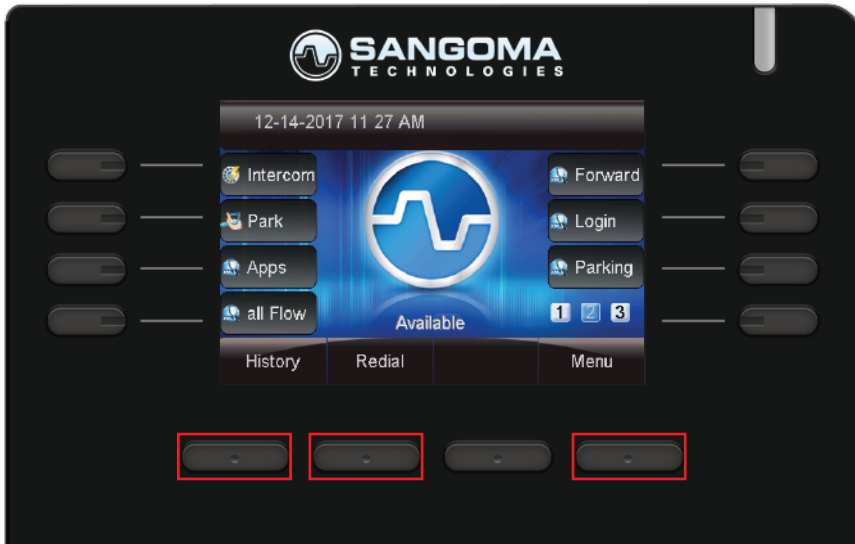 SANGOMA
TECHNOLOGIES
12-14-2017 11 27 AM
Intercom
Forward
Park
Login
Apps
Parking
all Flow
1 2 3
Available
History Redial Menu